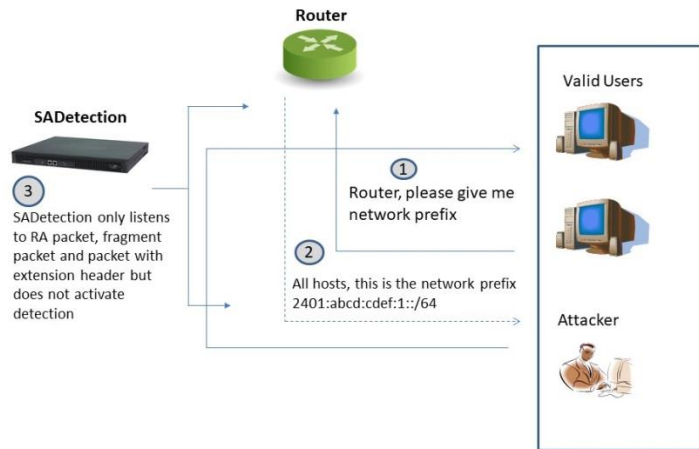 Router
Valid Users
SADetection
1
Router, please give me
network prefix
3
SADetection only listens
to RA packet, fragment
packet and packet with
extension header but
does not activate
detection
2
All hosts, this is the network prefix
2401:abcd:cdef:1::/64
Attacker